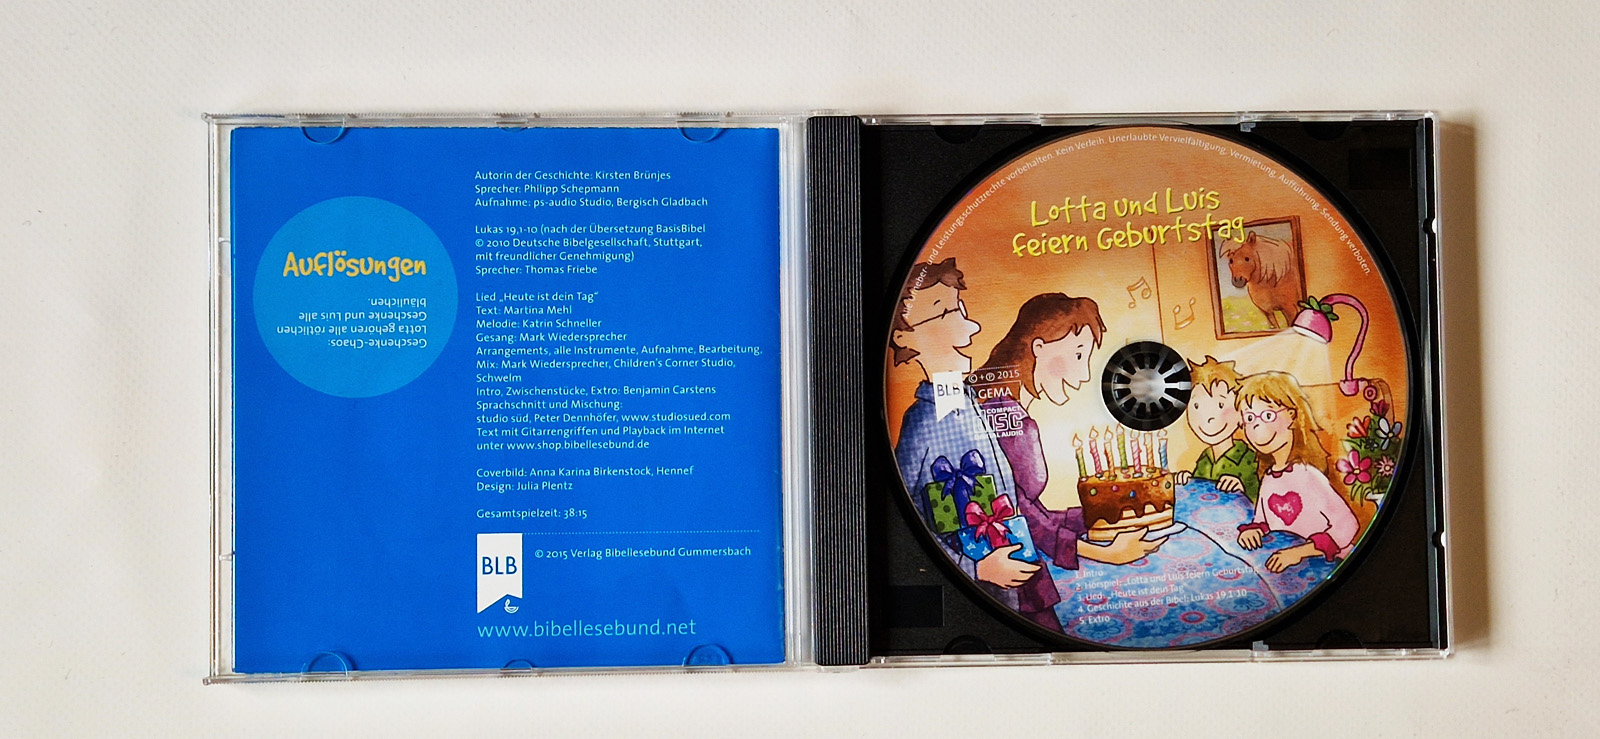 Auflösungen
Geschenke-Chaos:
Lotta gehören alle rötlichen
Geschenke und Luis alle
bläulichen.
Autorin der Geschichte: Kirsten Brünjes
Sprecher: Philipp Schepmann
Aufnahme: ps-audio Studio, Bergisch Gladbach
Lukas 19,1-10 (nach der Übersetzung BasisBibel
© 2010 Deutsche Bibelgesellschaft, Stuttgart,
mit freundlicher Genehmigung)
Sprecher: Thomas Friebe
Lied „Heute ist dein Tag“
Text: Martina Mehl
Melodie: Katrin Schneller
Gesang: Mark Wiedersprecher
Arrangements, alle Instrumente, Aufnahme, Bearbeitung,
Mix: Mark Wiedersprecher, Children's Corner Studio,
Schwelm
Intro, Zwischenstücke, Extro: Benjamin Carstens
Sprachschnitt und Mischung:
studio süd, Peter Dennhöfer, www.studiosued.com
Text mit Gitarrengriffen und Playback im Internet
unter www.shop.bibellesebund.de
Coverbild: Anna Karina Birkenstock, Hennef
Design: Julia Plentz
Gesamtspielzeit: 38:15
BLB
© 2015 Verlag Bibellesebund Gummersbach
www.bibellesebund.net
Alle Urheber- und Leistungsschutzrechte vorbehalten. Kein Verleih. Unerlaubte Vervielfältigung, Vermietung, Aufführung, Sendung verboten.
Lotta und Luis
feiern Geburtstag
BLB
© + ℗ 2015
GEMA
COMPACT
DISC
DIGITAL AUDIO
1. Intro
2. Hörspiel: „Lotta und Luis feiern Geburtstag“
3. Lied: „Heute ist dein Tag“
4. Geschichte aus der Bibel: Lukas 19,1-10
5. Extro